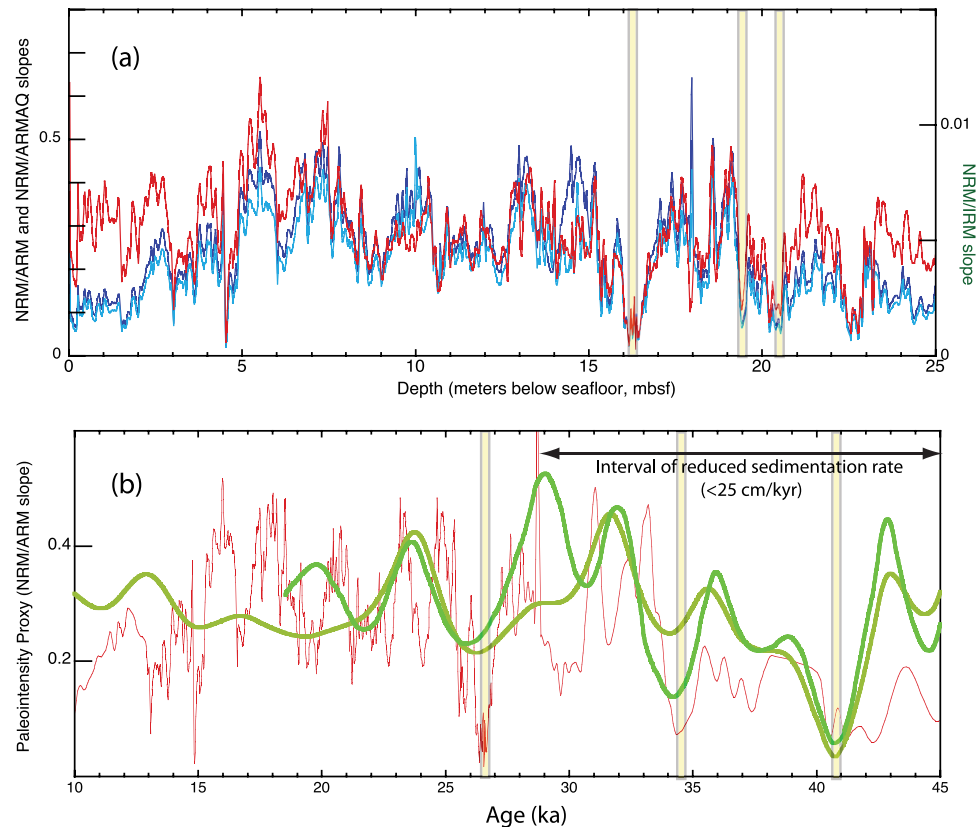 (a)
NRM/ARM and NRM/ARMAQ slopes
0.5
0
0.01
0
NRM/IRM slope
0 5 10 15 20 25
Depth (meters below seafloor, mbsf)
(b)
Interval of reduced sedimentation rate
(<25 cm/kyr)
Paleointensity Proxy (NRM/ARM slope)
0.4
0.2
0
10 15 20 25 30 35 40 45
Age (ka)